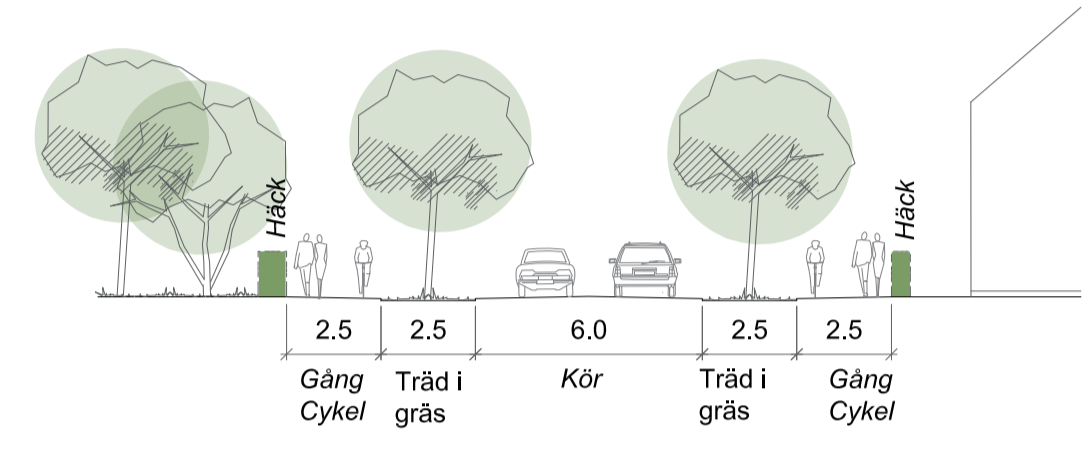 Häck
Häck
2.5
2.5
6.0
2.5
2.5
Gång
Cykel
Träd i
gräs
Kör
Träd i
gräs
Gång
Cykel